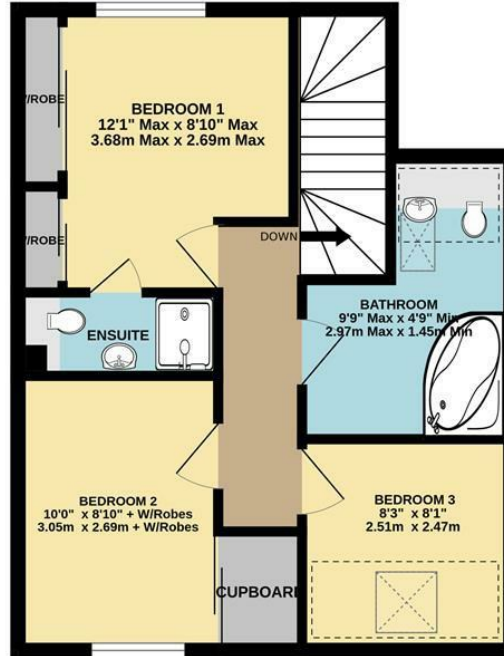 /ROBE
BEDROOM 1
12'1" Max x 8'10" Max
3.68m Max x 2.69m Max
/ROBE
DOWN
ENSUITE
BATHROOM
9'9" Max x 4'9" Min
2.97m Max x 1.45m Min
BEDROOM 2
10'0" x 8'10" + W/Robes
3.05m x 2.69m + W/Robes
BEDROOM 3
8'3" x 8'1"
2.51m x 2.47m
CUPBOARD